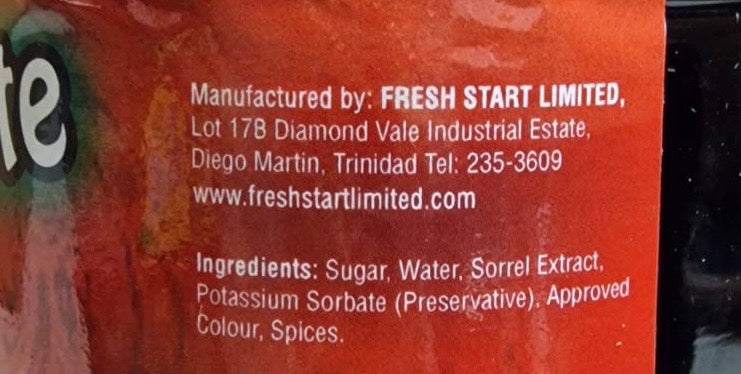 te
Manufactured by: FRESH START LIMITED,
Lot 17B Diamond Vale Industrial Estate,
Diego Martin, Trinidad Tel: 235-3609
www.freshstartlimited.com
Ingredients: Sugar, Water, Sorrel Extract,
Potassium Sorbate (Preservative), Approved
Colour, Spices.